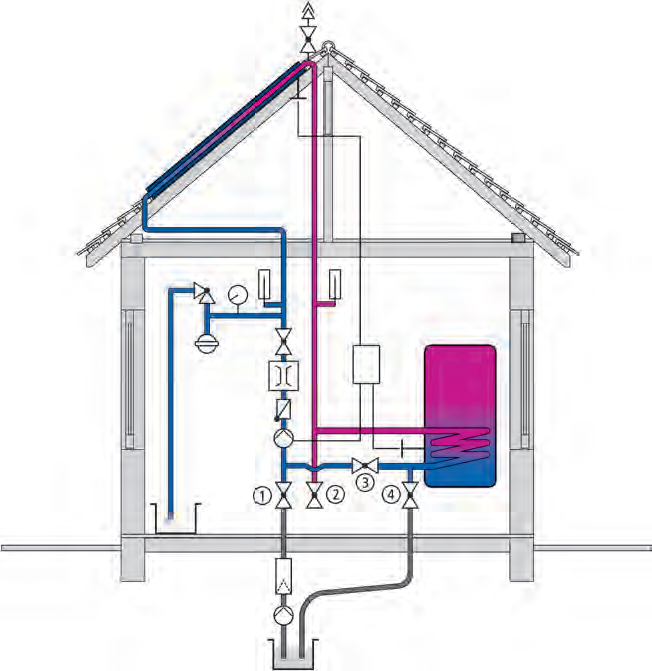 ① ② ③ ④